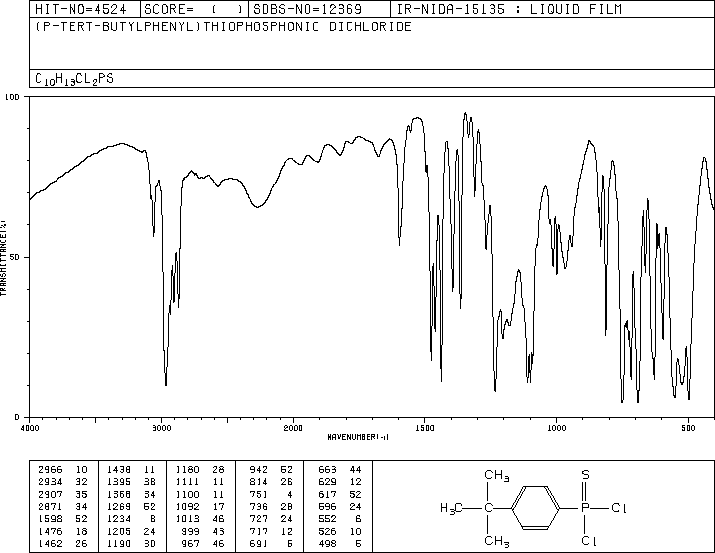 HIT-NO=4524 SCORE= ( ) SDBS-NO=12369 IR-NIDA-15135 : LIQUID FILM
(P-TERT-BUTYLPHENYL)THIOPHOSPHONIC DICHLORIDE
C10H13CL2PS
100
50
0
TRANSMITTANCE(%)
4000 3000 2000 1500 1000 500
WAVENUMBER(-1)
2966 10 1438 11 1180 28 942 52 663 44
2934 32 1395 38 1111 11 814 26 629 12
2907 35 1368 34 1100 11 751 4 617 52
2871 34 1269 52 1092 17 736 28 596 24
1598 52 1234 8 1013 46 727 24 552 6
1476 18 1205 24 999 43 717 12 526 10
1462 26 1190 30 967 46 691 5 498 5
CH3
S
H3C
P
Cl
CH3
Cl